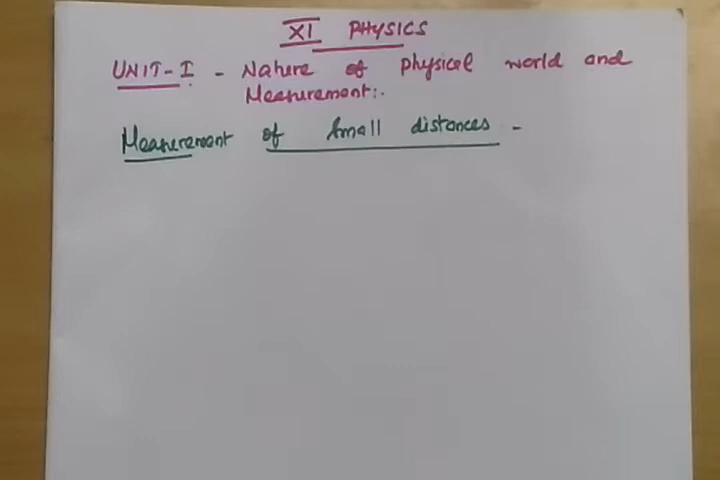 XI PHYSICS
UNIT-I - Nature of physical world and
Measurement:-
Measurement of small distances -